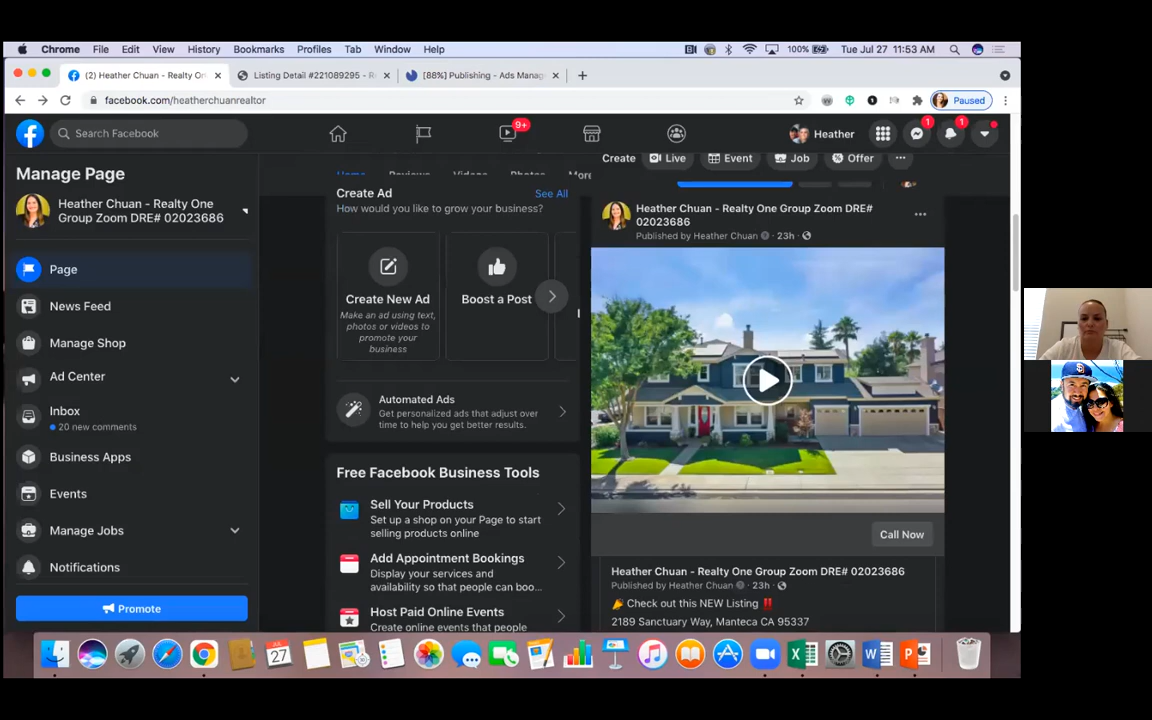 Chrome File Edit View History Bookmarks Profiles Tab Window Help 100% Tue Jul 27 11:53 AM
(2) Heather Chuan - Realty On
Listing Detail #221089295 - R
[88%] Publishing - Ads Manag
facebook.com/heatherchuanrealtor
Paused
Search Facebook
9+
Heather
1
1
Manage Page
Heather Chuan - Realty One
Group Zoom DRE# 02023686
Page
News Feed
Manage Shop
Ad Center
Inbox
20 new comments
Business Apps
Events
Manage Jobs
Notifications
Promote
Home Reviews Videos Photos More
Create Live Event Job Offer
Create Ad
See All
How would you like to grow your business?
Create New Ad
Make an ad using text,
photos or videos to
promote your
business
Boost a Post
Automated Ads
Get personalized ads that adjust over
time to help you get better results.
Free Facebook Business Tools
Sell Your Products
Set up a shop on your Page to start
selling products online
Add Appointment Bookings
Display your services and
availability so that people can boo...
Host Paid Online Events
Create online events that people
Heather Chuan - Realty One Group Zoom DRE#
02023686
Published by Heather Chuan · 23h ·
Call Now
Heather Chuan - Realty One Group Zoom DRE# 02023686
Published by Heather Chuan · 23h ·
Check out this NEW Listing ‼
2189 Sanctuary Way, Manteca CA 95337
JUL
27